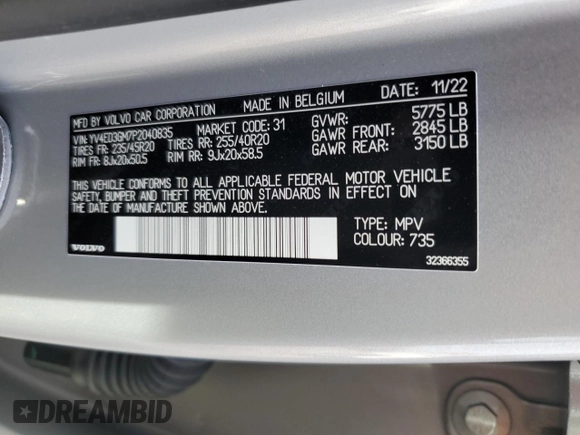 MFD BY VOLVO CAR CORPORATION MADE IN BELGIUM DATE: 11/22
VIN:YV4ED3GM7P2040835 MARKET CODE: 31 GVWR: 5775 LB
TIRES FR: 235/45R20 TIRES RR: 255/40R20 GAWR FRONT: 2845 LB
RIM FR: 8Jx20x50.5 RIM RR: 9Jx20x58.5 GAWR REAR: 3150 LB
THIS VEHICLE CONFORMS TO ALL APPLICABLE FEDERAL MOTOR VEHICLE
SAFETY, BUMPER AND THEFT PREVENTION STANDARDS IN EFFECT ON
THE DATE OF MANUFACTURE SHOWN ABOVE.
TYPE: MPV
COLOUR: 735
VOLVO
32366355
DREAMBID